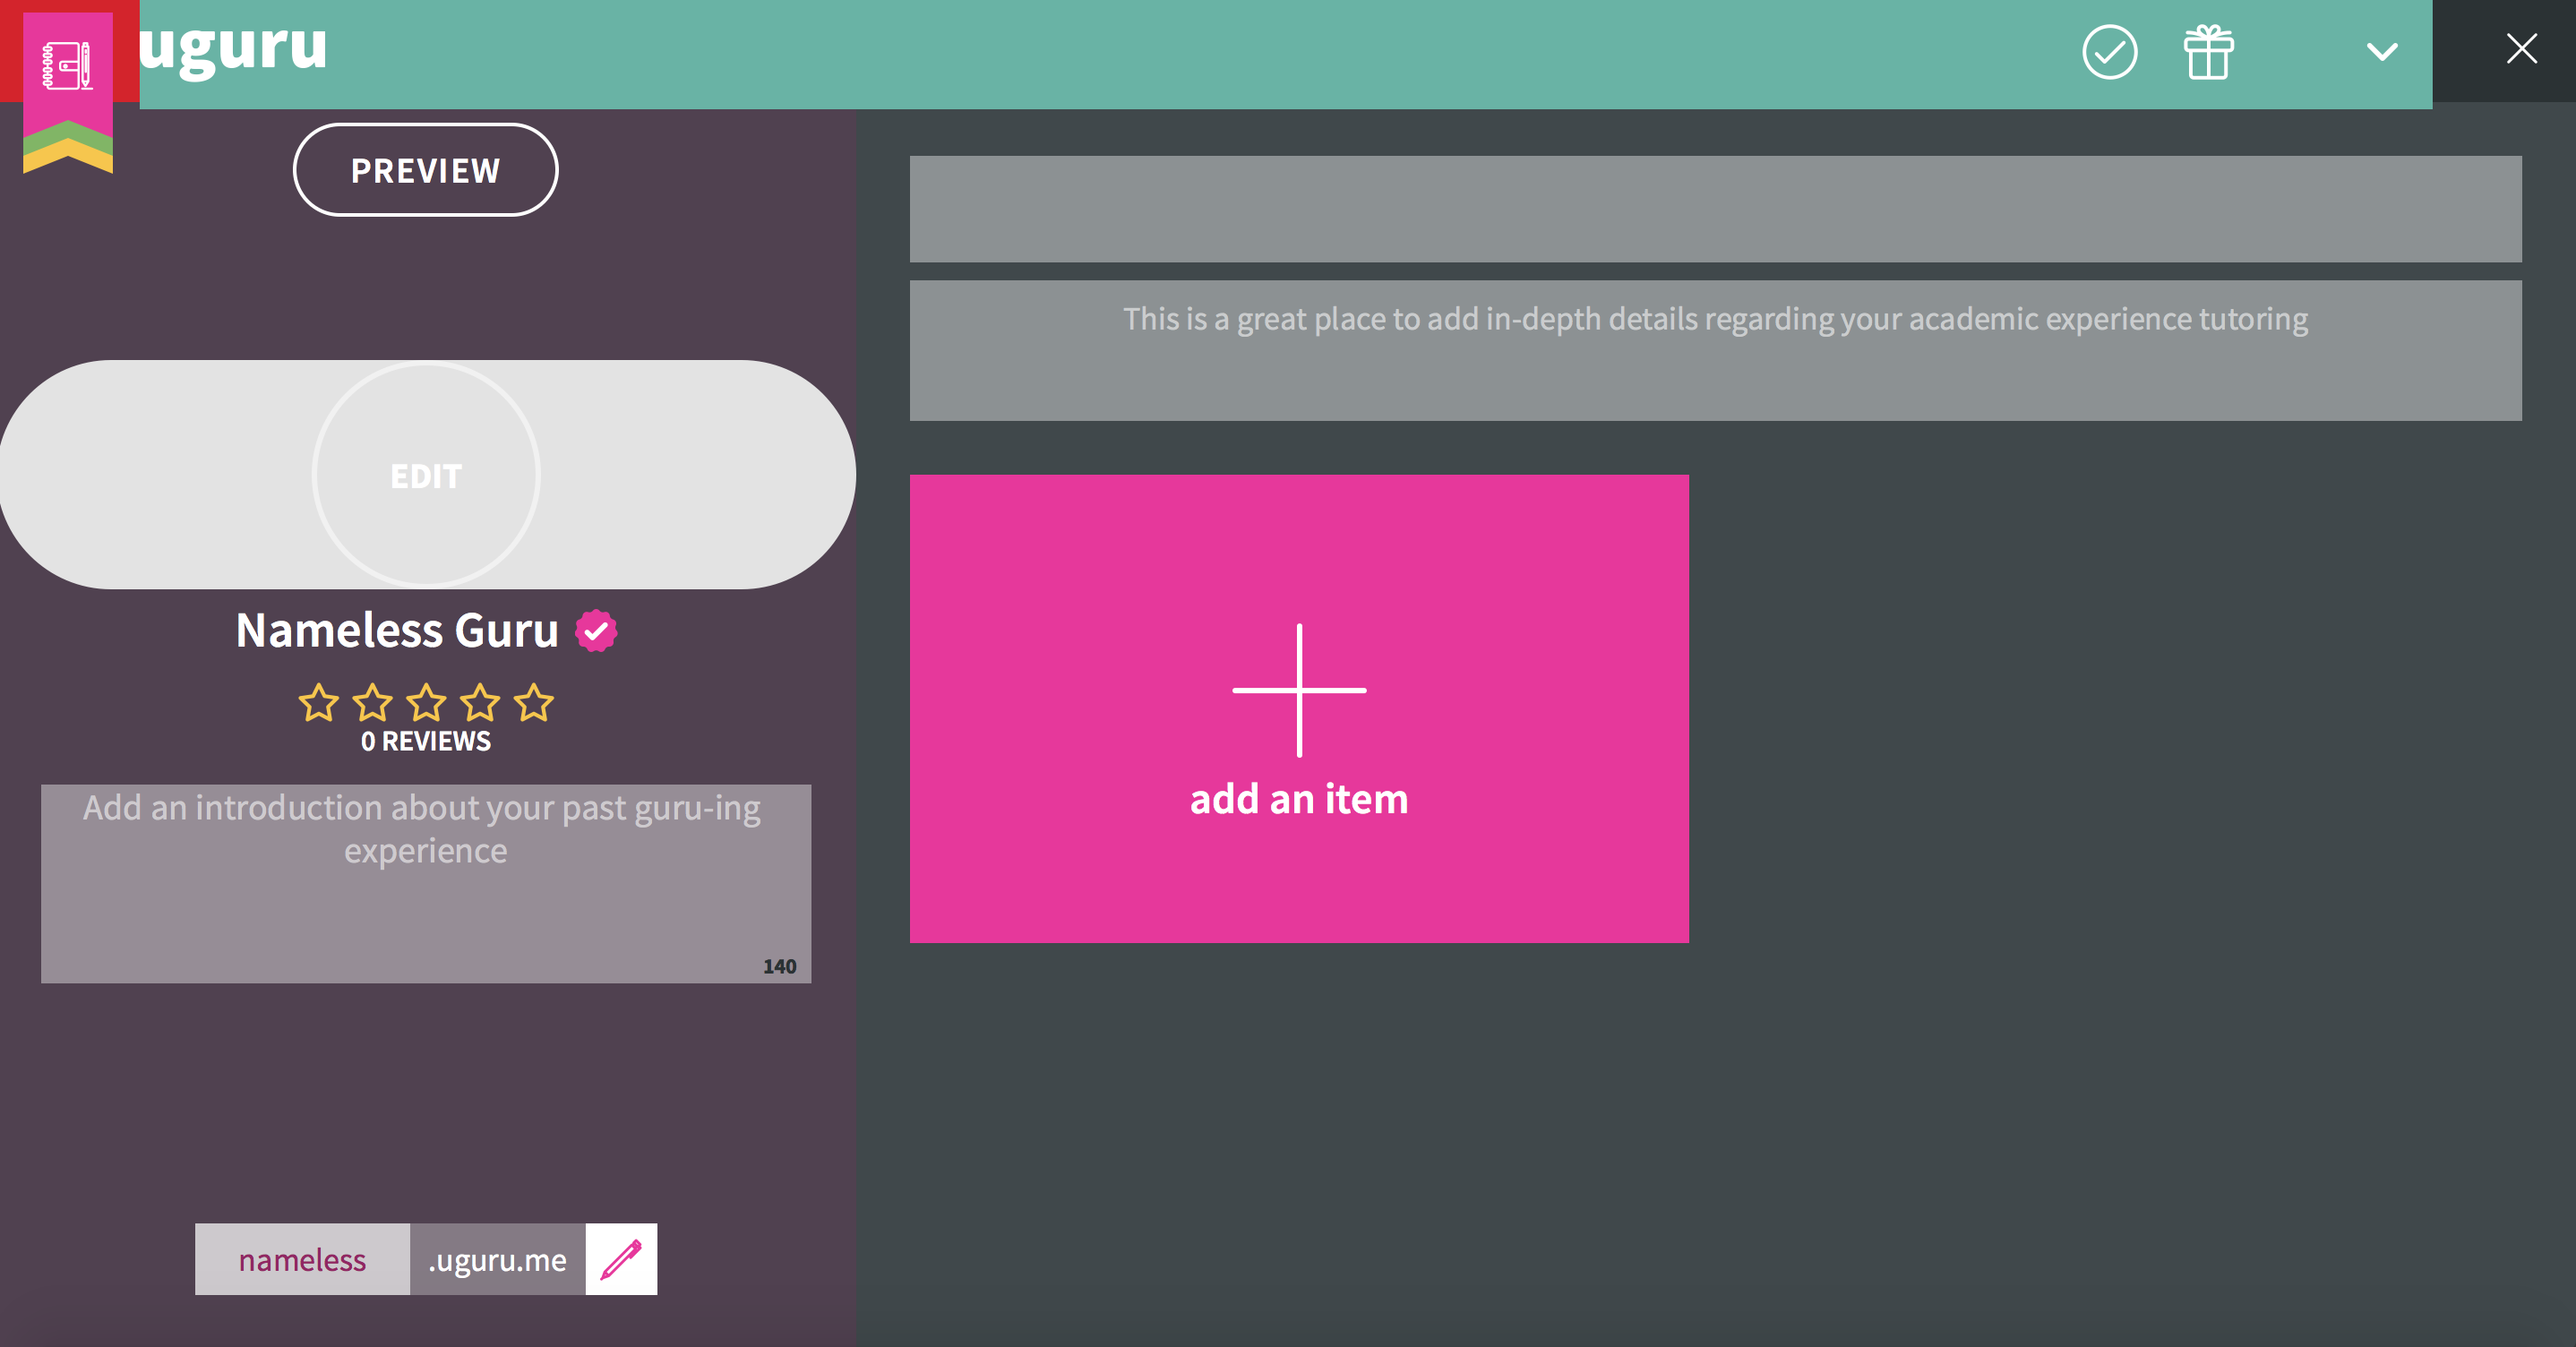 uguru
PREVIEW
This is a great place to add in-depth details regarding your academic experience tutoring
EDIT
Nameless Guru
0 REVIEWS
Add an introduction about your past guru-ing
experience
140
add an item
nameless .uguru.me